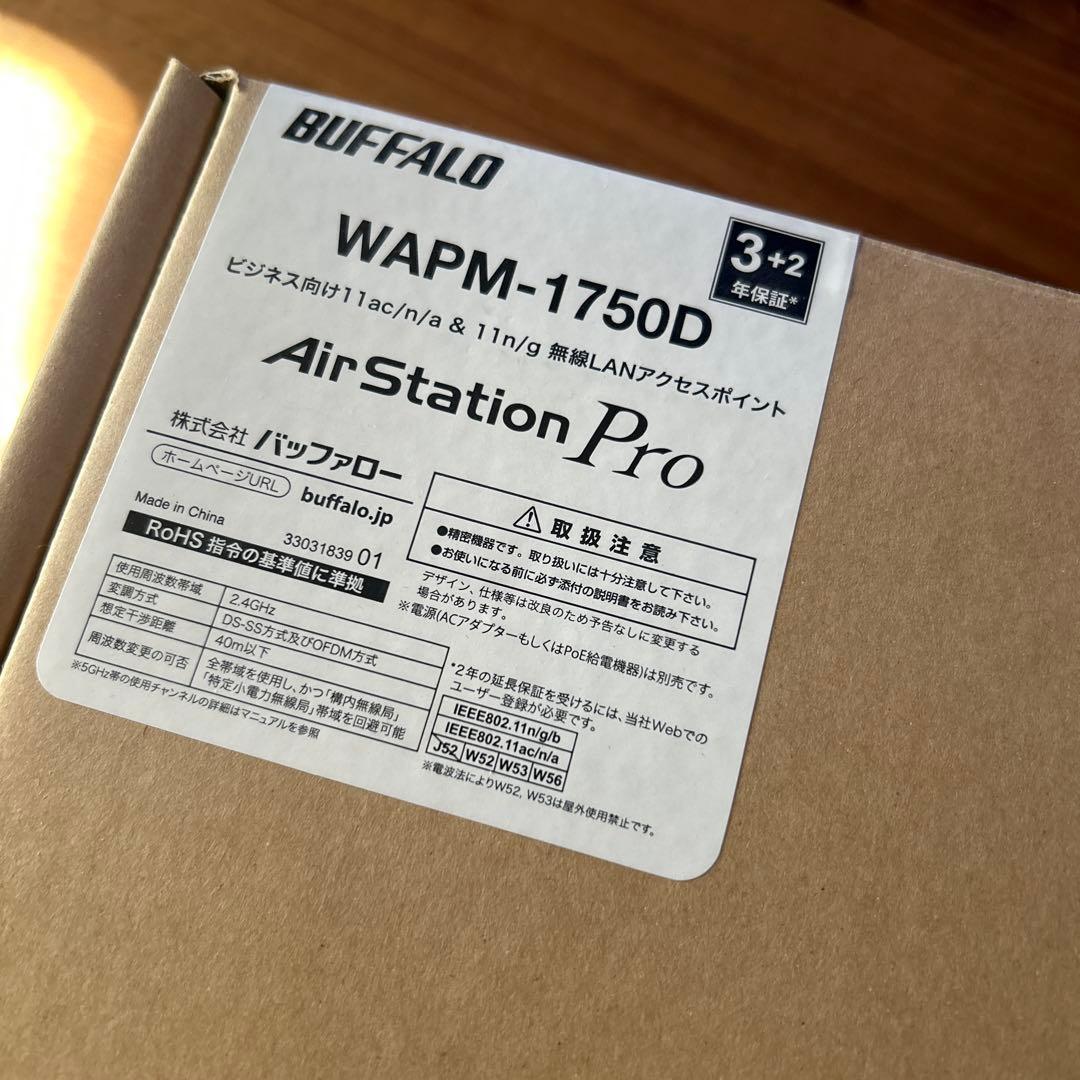 BUFFALO
3+2
年保証*
WAPM-1750D
ビジネス向け11ac/n/a & 11n/g 無線LANアクセスポイント
AirStation Pro
株式会社 バッファロー
ホームページURL buffalo.jp
Made in China
33031839 01
RoHS 指令の基準値に準拠
使用周波数帯域 2.4GHz
変調方式 DS-SS方式及びOFDM方式
想定干渉距離 40m以下
周波数変更の可否 全帯域を使用し、かつ「構内無線局」
「特定小電力無線局」帯域を回避可能
※5GHz帯の使用チャンネルの詳細はマニュアルを参照
取扱注意
●精密機器です。取り扱いには十分注意して下さい。
●お使いになる前に必ず添付の説明書をお読み下さい。
デザイン、仕様等は改良のため予告なしに変更する
場合があります。
※電源(ACアダプターもしくはPoE給電機器)は別売です。
*2年の延長保証を受けるには、当社Webでの
ユーザー登録が必要です。
IEEE802.11n/g/b
IEEE802.11ac/n/a
J52 W52 W53 W56
※電波法によりW52, W53は屋外使用禁止です。